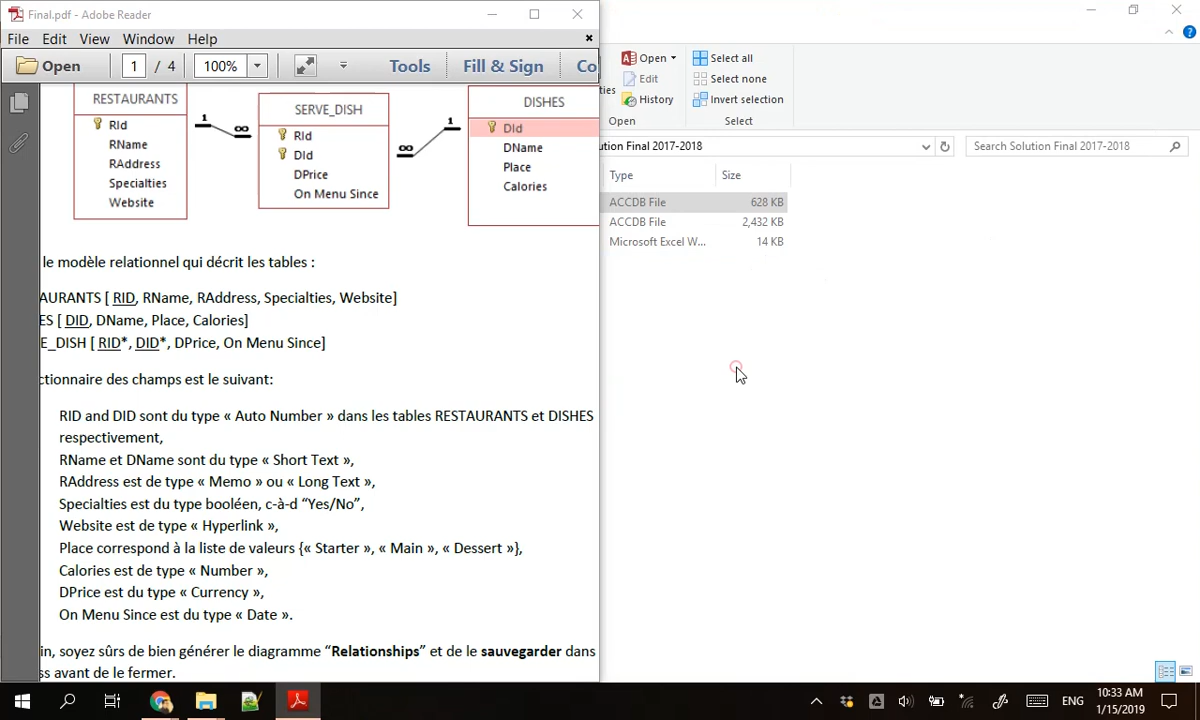 Final.pdf - Adobe Reader
File Edit View Window Help
Open 1 / 4 100% Tools Fill & Sign Co
RESTAURANTS
RId
RName
RAddress
Specialties
Website
1 ∞
SERVE_DISH
RId
DId
DPrice
On Menu Since
∞ 1
DISHES
DId
DName
Place
Calories
le modèle relationnel qui décrit les tables :
AURANTS [ RID, RName, RAddress, Specialties, Website]
ES [ DID, DName, Place, Calories]
E_DISH [ RID*, DID*, DPrice, On Menu Since]
ctionnaire des champs est le suivant:
RID and DID sont du type « Auto Number » dans les tables RESTAURANTS et DISHES
respectivement,
RName et DName sont du type « Short Text »,
RAddress est de type « Memo » ou « Long Text »,
Specialties est du type booléen, c-à-d “Yes/No”,
Website est de type « Hyperlink »,
Place correspond à la liste de valeurs {« Starter », « Main », « Dessert »},
Calories est de type « Number »,
DPrice est du type « Currency »,
On Menu Since est du type « Date ».
in, soyez sûrs de bien générer le diagramme “Relationships” et de le sauvegarder dans
ss avant de le fermer.
Open
Edit
rties History
Open
Select all
Select none
Invert selection
Select
ution Final 2017-2018
Search Solution Final 2017-2018
Type Size
ACCDB File 628 KB
ACCDB File 2,432 KB
Microsoft Excel W... 14 KB
ENG
10:33 AM
1/15/2019